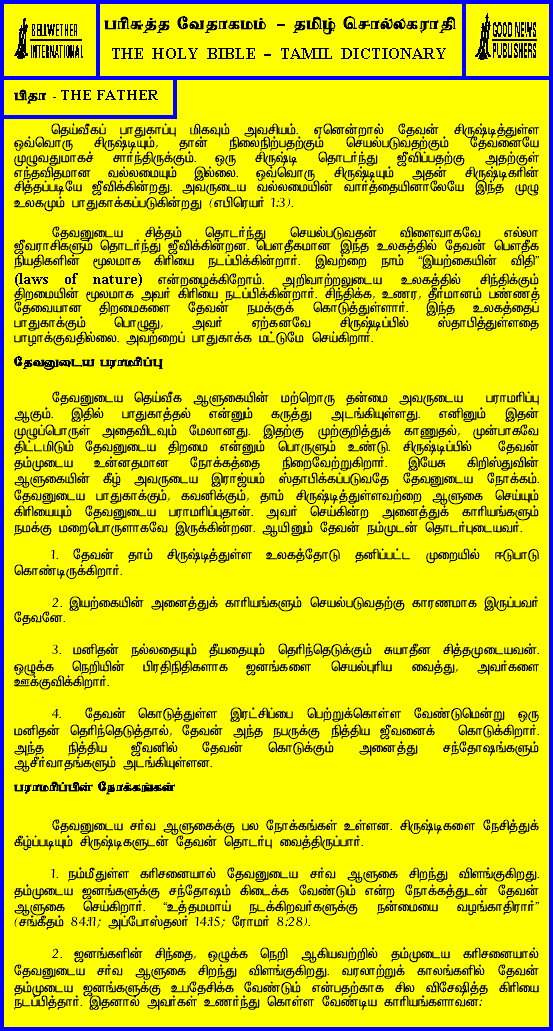 BELLWETHER
INTERNATIONAL
பரிசுத்த வேதாகமம் – தமிழ் சொல்லகராதி
THE HOLY BIBLE – TAMIL DICTIONARY
GOOD NEWS
PUBLISHERS
பிதா - THE FATHER
தெய்வீகப் பாதுகாப்பு மிகவும் அவசியம். ஏனென்றால் தேவன் சிருஷ்டித்துள்ள
ஒவ்வொரு சிருஷ்டியும், தான் நிலைநிற்பதற்கும் செயல்படுவதற்கும் தேவனையே
முழுவதுமாகச் சார்ந்திருக்கும். ஒரு சிருஷ்டி தொடர்ந்து ஜீவிப்பதற்கு அதற்குள்
எந்தவிதமான வல்லமையும் இல்லை. ஒவ்வொரு சிருஷ்டியும் அதன் சிருஷ்டிகரின்
சித்தப்படியே ஜீவிக்கின்றது. அவருடைய வல்லமையின் வார்த்தையினாலேயே இந்த முழு
உலகமும் பாதுகாக்கப்படுகின்றது (எபிரெயர் 1:3).
தேவனுடைய சித்தம் தொடர்ந்து செயல்படுவதன் விளைவாகவே எல்லா
ஜீவராசிகளும் தொடர்ந்து ஜீவிக்கின்றன. பௌதீகமான இந்த உலகத்தில் தேவன் பௌதீக
நியதிகளின் மூலமாக கிரியை நடப்பிக்கின்றார். இவற்றை நாம் “இயற்கையின் விதி”
(laws of nature) என்றழைக்கிறோம். அறிவாற்றலுடைய உலகத்தில் சிந்திக்கும்
திறமையின் மூலமாக அவர் கிரியை நடப்பிக்கின்றார். சிந்திக்க, உணர, தீர்மானம் பண்ணத்
தேவையான திறமைகளை தேவன் நமக்குக் கொடுத்துள்ளார். இந்த உலகத்தைப்
பாதுகாக்கும் பொழுது, அவர் ஏற்கனவே சிருஷ்டிப்பில் ஸ்தாபித்துள்ளதை
பாழாக்குவதில்லை. அவற்றைப் பாதுகாக்க மட்டுமே செய்கிறார்.
தேவனுடைய பராமரிப்பு
தேவனுடைய தெய்வீக ஆளுகையின் மற்றொரு தன்மை அவருடைய பராமரிப்பு
ஆகும். இதில் பாதுகாத்தல் என்னும் கருத்து அடங்கியுள்ளது. எனினும் இதன்
முழுப்பொருள் அதைவிடவும் மேலானது. இதற்கு முற்குறித்துக் காணுதல், முன்பாகவே
திட்டமிடும் தேவனுடைய திறமை என்னும் பொருளும் உண்டு. சிருஷ்டிப்பில் தேவன்
தம்முடைய உன்னதமான நோக்கத்தை நிறைவேற்றுகிறார். இயேசு கிறிஸ்துவின்
ஆளுகையின் கீழ் அவருடைய இராஜ்யம் ஸ்தாபிக்கப்படுவதே தேவனுடைய நோக்கம்.
தேவனுடைய பாதுகாக்கும், கவனிக்கும், தாம் சிருஷ்டித்துள்ளவற்றை ஆளுகை செய்யும்
கிரியையும் தேவனுடைய பராமரிப்புதான். அவர் செய்கின்ற அனைத்துக் காரியங்களும்
நமக்கு மறைபொருளாகவே இருக்கின்றன. ஆயினும் தேவன் நம்முடன் தொடர்புடையவர்.
1. தேவன் தாம் சிருஷ்டித்துள்ள உலகத்தோடு தனிப்பட்ட முறையில் ஈடுபாடு
கொண்டிருக்கிறார்.
2. இயற்கையின் அனைத்துக் காரியங்களும் செயல்படுவதற்கு காரணமாக இருப்பவர்
தேவனே.
3. மனிதன் நல்லதையும் தீயதையும் தெரிந்தெடுக்கும் சுயாதீன சித்தமுடையவன்.
ஒழுக்க நெறியின் பிரதிநிதிகளாக ஜனங்களை செயல்புரிய வைத்து, அவர்களை
ஊக்குவிக்கிறார்.
4. தேவன் கொடுத்துள்ள இரட்சிப்பை பெற்றுக்கொள்ள வேண்டுமென்று ஒரு
மனிதன் தெரிந்தெடுத்தால், தேவன் அந்த நபருக்கு நித்திய ஜீவனைக் கொடுக்கிறார்.
அந்த நித்திய ஜீவனில் தேவன் கொடுக்கும் அனைத்து சந்தோஷங்களும்
ஆசீர்வாதங்களும் அடங்கியுள்ளன.
பராமரிப்பின் நோக்கங்கள்
தேவனுடைய சர்வ ஆளுகைக்கு பல நோக்கங்கள் உள்ளன. சிருஷ்டிகளை நேசித்துக்
கீழ்ப்படியும் சிருஷ்டிகளுடன் தேவன் தொடர்பு வைத்திருப்பார்.
1. நம்மீதுள்ள கரிசனையால் தேவனுடைய சர்வ ஆளுகை சிறந்து விளங்குகிறது.
தம்முடைய ஜனங்களுக்கு சந்தோஷம் கிடைக்க வேண்டும் என்ற நோக்கத்துடன் தேவன்
ஆளுகை செய்கிறார். “உத்தமமாய் நடக்கிறவர்களுக்கு நன்மையை வழங்காதிரார்”
(சங்கீதம் 84:11; அப்போஸ்தலர் 14:15; ரோமர் 8:28).
2. ஜனங்களின் சிந்தை, ஒழுக்க நெறி ஆகியவற்றில் தம்முடைய கரிசனையால்
தேவனுடைய சர்வ ஆளுகை சிறந்து விளங்குகிறது. வரலாற்றுக் காலங்களில் தேவன்
தம்முடைய ஜனங்களுக்கு உபதேசிக்க வேண்டும் என்பதற்காக சில விசேஷித்த கிரியை
நடப்பித்தார். இதனால் அவர்கள் உணர்ந்து கொள்ள வேண்டிய காரியங்களாவன: